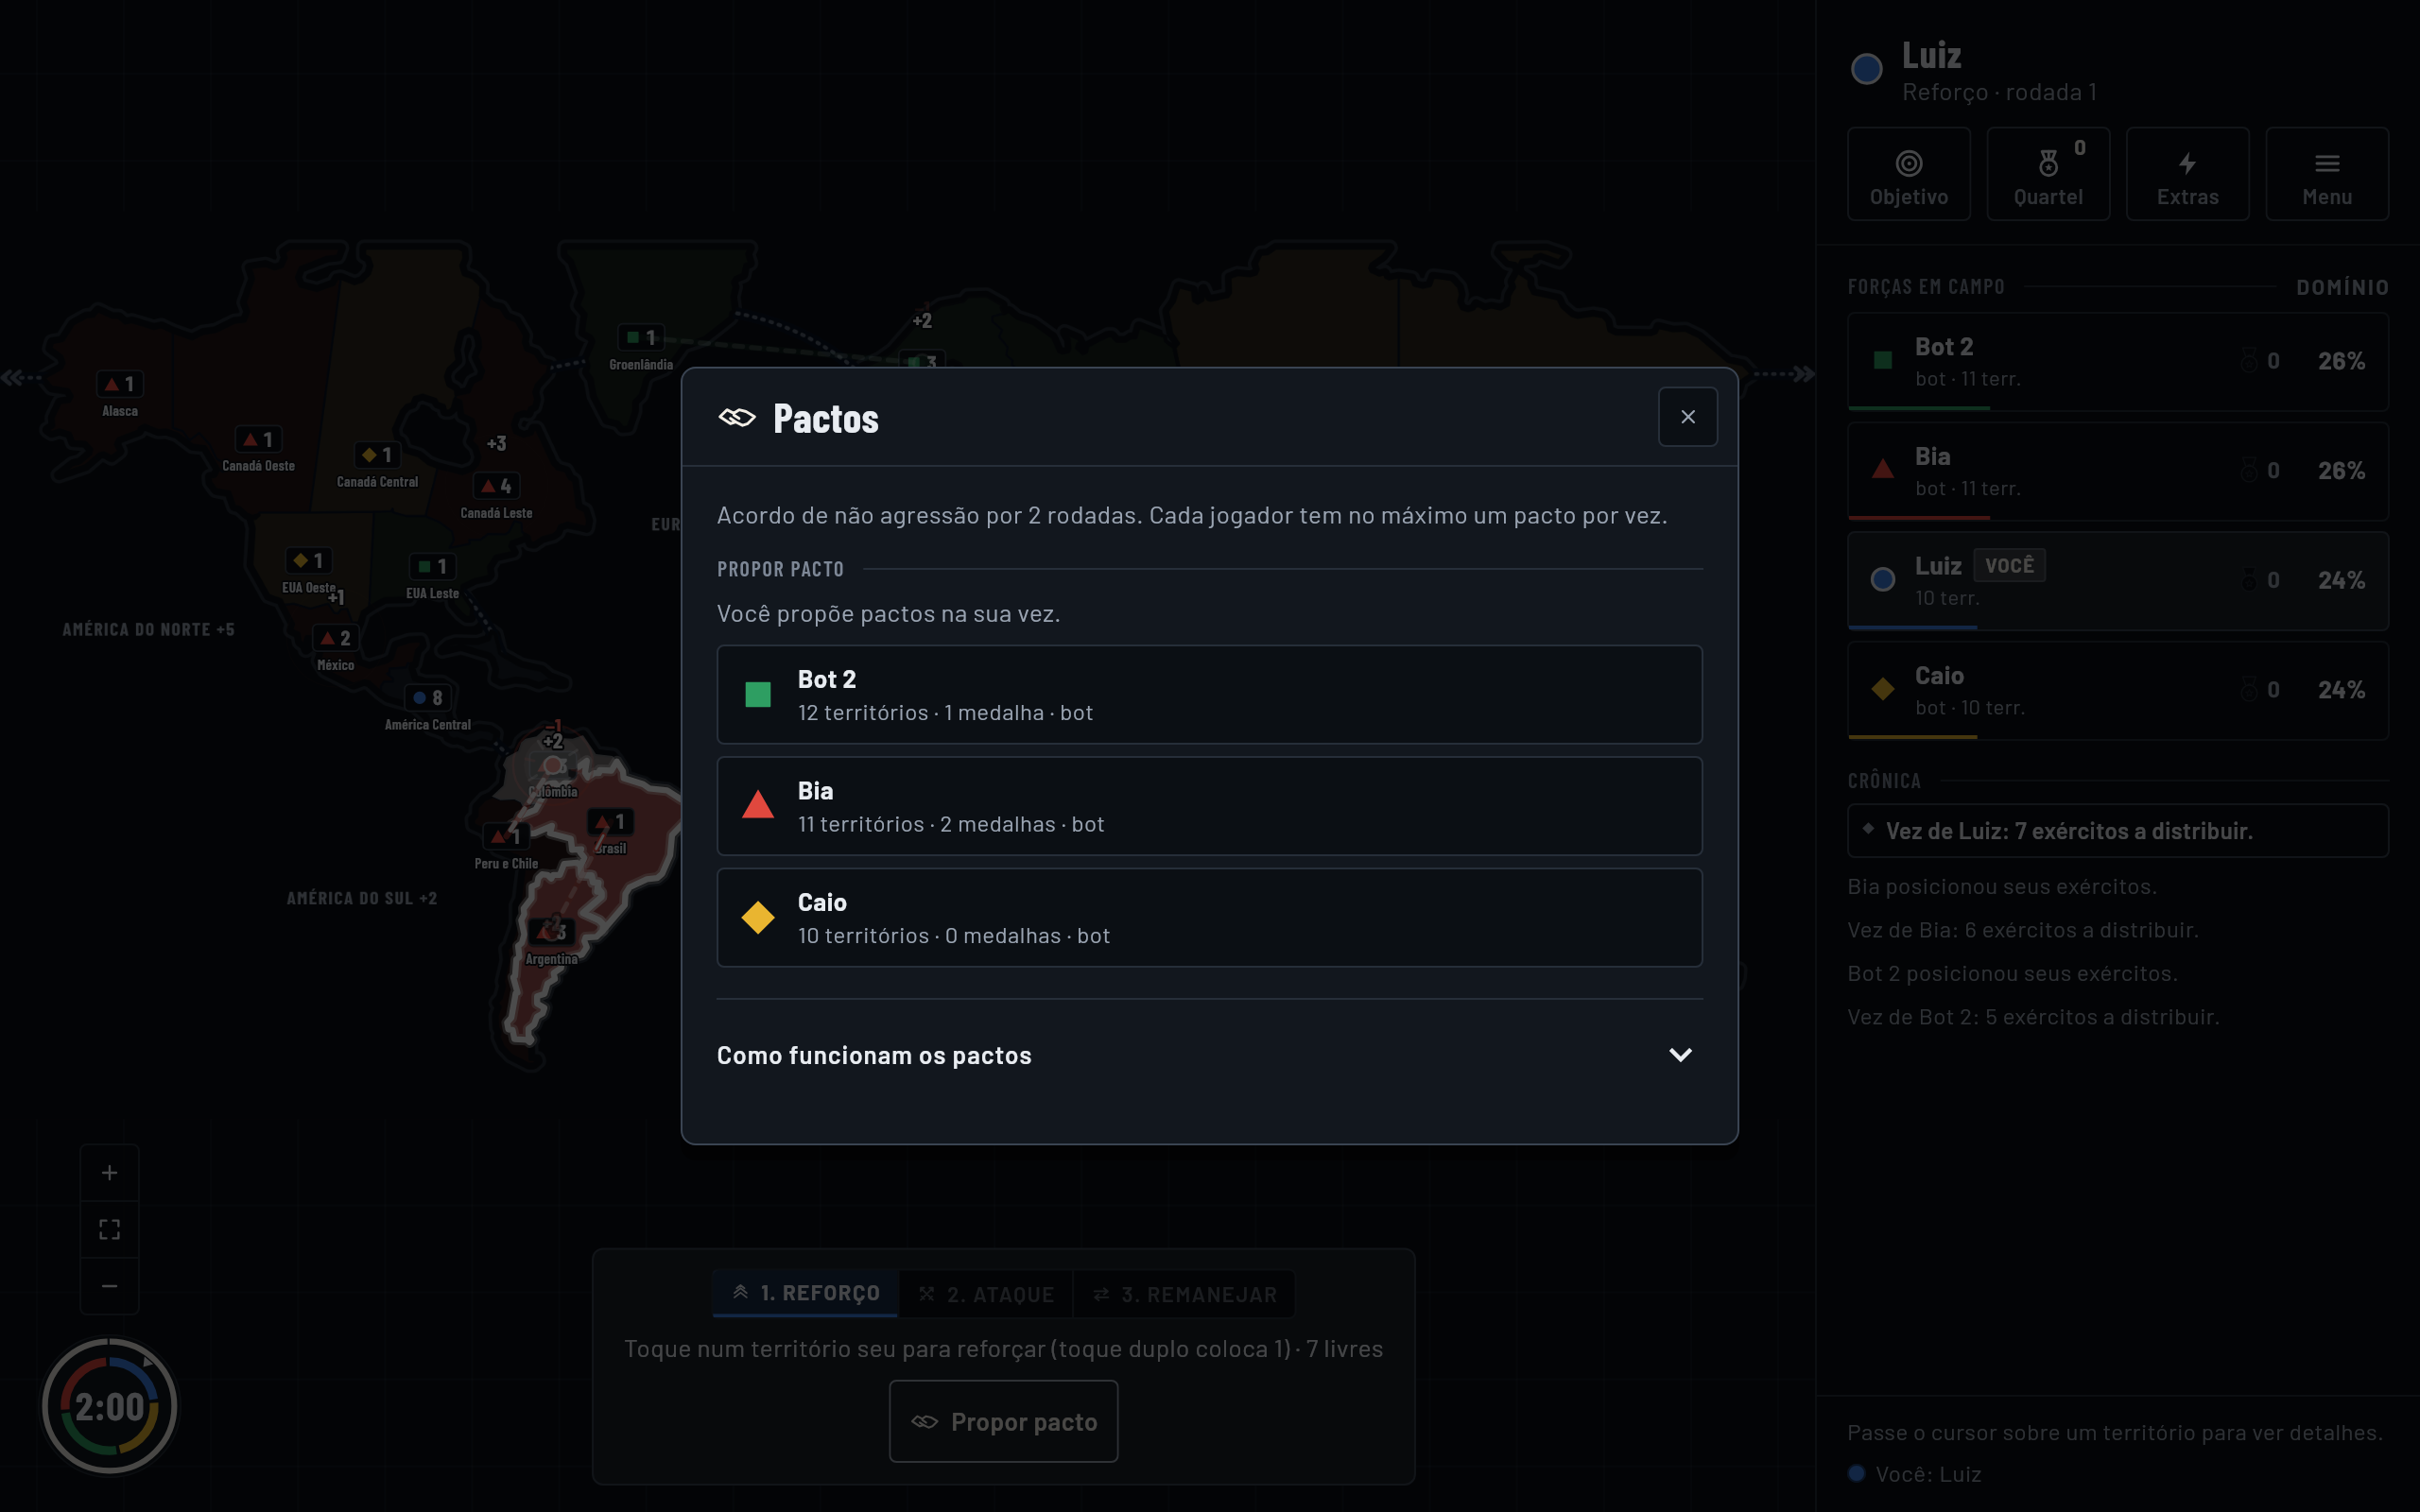 Luiz
Reforço · rodada 1
Objetivo
0
Quartel
Extras
Menu
FORÇAS EM CAMPO
DOMÍNIO
Bot 2
bot · 11 terr.
0
26%
Bia
bot · 11 terr.
0
26%
Luiz VOCÊ
10 terr.
0
24%
Caio
bot · 10 terr.
0
24%
CRÔNICA
Vez de Luiz: 7 exércitos a distribuir.
Bia posicionou seus exércitos.
Vez de Bia: 6 exércitos a distribuir.
Bot 2 posicionou seus exércitos.
Vez de Bot 2: 5 exércitos a distribuir.
Passe o cursor sobre um território para ver detalhes.
Você: Luiz
1
Alasca
1
Canadá Oeste
1
Canadá Central
+3
4
Canadá Leste
1
Groenlândia
+2
3
1
EUA Oeste
+1
1
EUA Leste
2
México
AMÉRICA DO NORTE +5
8
América Central
EUR
-1
+2
3
Colômbia
1
Peru e Chile
1
Brasil
AMÉRICA DO SUL +2
3
Argentina
Pactos
Acordo de não agressão por 2 rodadas. Cada jogador tem no máximo um pacto por vez.
PROPOR PACTO
Você propõe pactos na sua vez.
Bot 2
12 territórios · 1 medalha · bot
Bia
11 territórios · 2 medalhas · bot
Caio
10 territórios · 0 medalhas · bot
Como funcionam os pactos
1. REFORÇO
2. ATAQUE
3. REMANEJAR
Toque num território seu para reforçar (toque duplo coloca 1) · 7 livres
Propor pacto
2:00